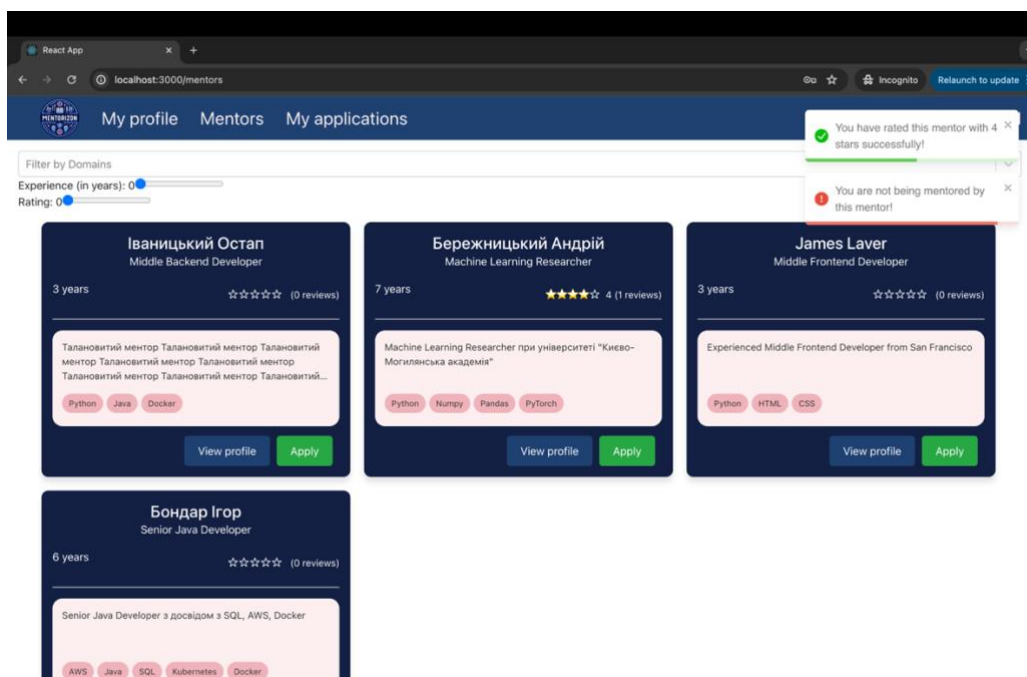 React App
localhost:3000/mentors
Incognito
Relaunch to update
MENTORIZON
My profile Mentors My applications
You have rated this mentor with 4
stars successfully!
You are not being mentored by
this mentor!
Filter by Domains
Experience (in years): 0
Rating: 0
Іваницький Остап
Middle Backend Developer
3 years
(0 reviews)
Талановитий ментор Талановитий ментор Талановитий
ментор Талановитий ментор Талановитий ментор
Талановитий ментор Талановитий ментор Талановитий...
Python Java Docker
View profile Apply
Бережницький Андрій
Machine Learning Researcher
7 years
4 (1 reviews)
Machine Learning Researcher при університеті "Києво-
Могилянська академія"
Python Numpy Pandas PyTorch
View profile Apply
James Laver
Middle Frontend Developer
3 years
(0 reviews)
Experienced Middle Frontend Developer from San Francisco
Python HTML CSS
View profile Apply
Бондар Ігор
Senior Java Developer
6 years
(0 reviews)
Senior Java Developer з досвідом з SQL, AWS, Docker
AWS Java SQL Kubernetes Docker